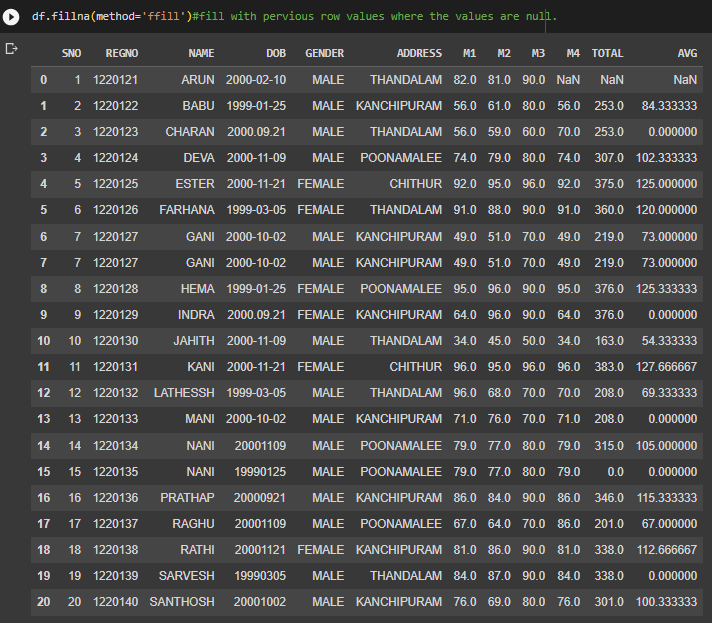 df.fillna(method='ffill')#fill with pervious row values where the values are null.
SNO REGNO NAME DOB GENDER ADDRESS M1 M2 M3 M4 TOTAL AVG
0 1 1220121 ARUN 2000-02-10 MALE THANDALAM 82.0 81.0 90.0 NaN NaN NaN
1 2 1220122 BABU 1999-01-25 MALE KANCHIPURAM 56.0 61.0 80.0 56.0 253.0 84.333333
2 3 1220123 CHARAN 2000.09.21 MALE THANDALAM 56.0 59.0 60.0 70.0 253.0 0.000000
3 4 1220124 DEVA 2000-11-09 MALE POONAMALEE 74.0 79.0 80.0 74.0 307.0 102.333333
4 5 1220125 ESTER 2000-11-21 FEMALE CHITHUR 92.0 95.0 96.0 92.0 375.0 125.000000
5 6 1220126 FARHANA 1999-03-05 FEMALE THANDALAM 91.0 88.0 90.0 91.0 360.0 120.000000
6 7 1220127 GANI 2000-10-02 MALE KANCHIPURAM 49.0 51.0 70.0 49.0 219.0 73.000000
7 7 1220127 GANI 2000-10-02 MALE KANCHIPURAM 49.0 51.0 70.0 49.0 219.0 73.000000
8 8 1220128 HEMA 1999-01-25 FEMALE POONAMALEE 95.0 96.0 90.0 95.0 376.0 125.333333
9 9 1220129 INDRA 2000.09.21 FEMALE KANCHIPURAM 64.0 96.0 90.0 64.0 376.0 0.000000
10 10 1220130 JAHITH 2000-11-09 MALE THANDALAM 34.0 45.0 50.0 34.0 163.0 54.333333
11 11 1220131 KANI 2000-11-21 FEMALE CHITHUR 96.0 95.0 96.0 96.0 383.0 127.666667
12 12 1220132 LATHESSH 1999-03-05 MALE THANDALAM 96.0 68.0 70.0 70.0 208.0 69.333333
13 13 1220133 MANI 2000-10-02 MALE KANCHIPURAM 71.0 76.0 70.0 71.0 208.0 0.000000
14 14 1220134 NANI 20001109 MALE POONAMALEE 79.0 77.0 80.0 79.0 315.0 105.000000
15 15 1220135 NANI 19990125 MALE POONAMALEE 79.0 77.0 80.0 79.0 0.0 0.000000
16 16 1220136 PRATHAP 20000921 MALE KANCHIPURAM 86.0 84.0 90.0 86.0 346.0 115.333333
17 17 1220137 RAGHU 20001109 MALE POONAMALEE 67.0 64.0 70.0 86.0 201.0 67.000000
18 18 1220138 RATHI 20001121 FEMALE KANCHIPURAM 81.0 86.0 90.0 81.0 338.0 112.666667
19 19 1220139 SARVESH 19990305 MALE THANDALAM 84.0 87.0 90.0 84.0 338.0 0.000000
20 20 1220140 SANTHOSH 20001002 MALE KANCHIPURAM 76.0 69.0 80.0 76.0 301.0 100.333333